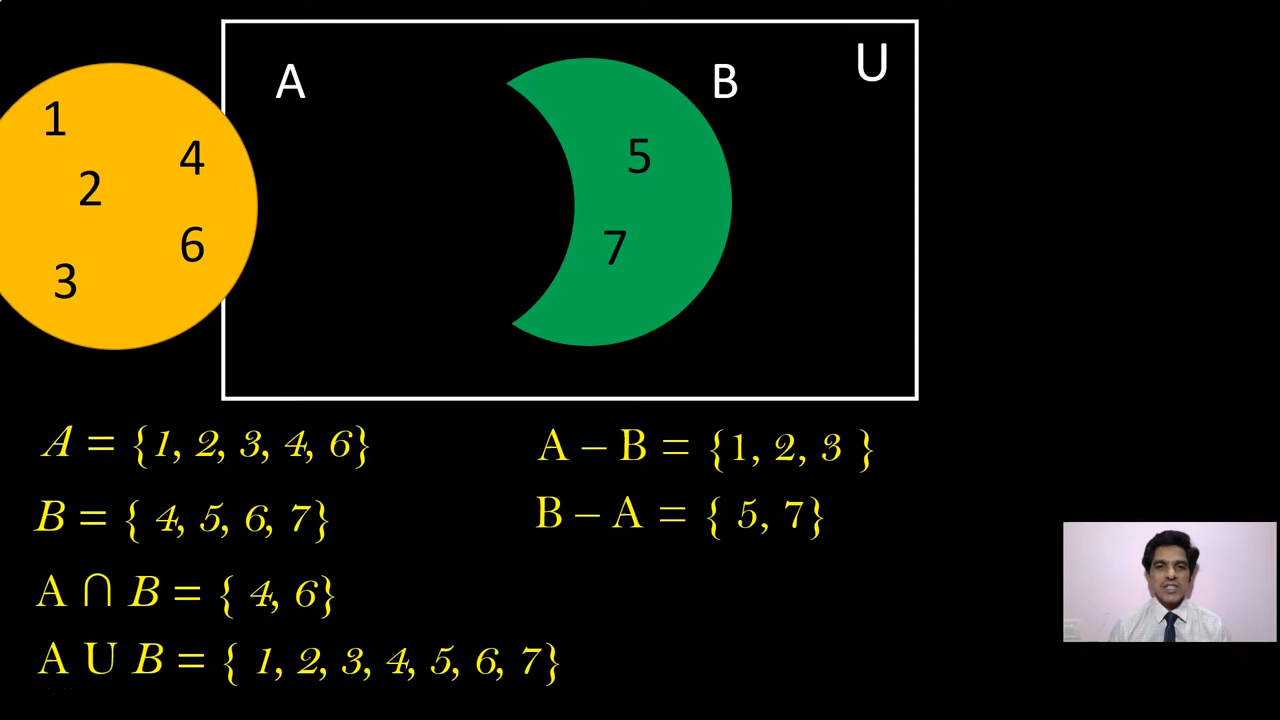 A
B
U
1
4
2
6
3
5
7
A = {1, 2, 3, 4, 6}
B = { 4, 5, 6, 7}
A ∩ B = { 4, 6}
A U B = { 1, 2, 3, 4, 5, 6, 7}
A – B = {1, 2, 3 }
B – A = { 5, 7}